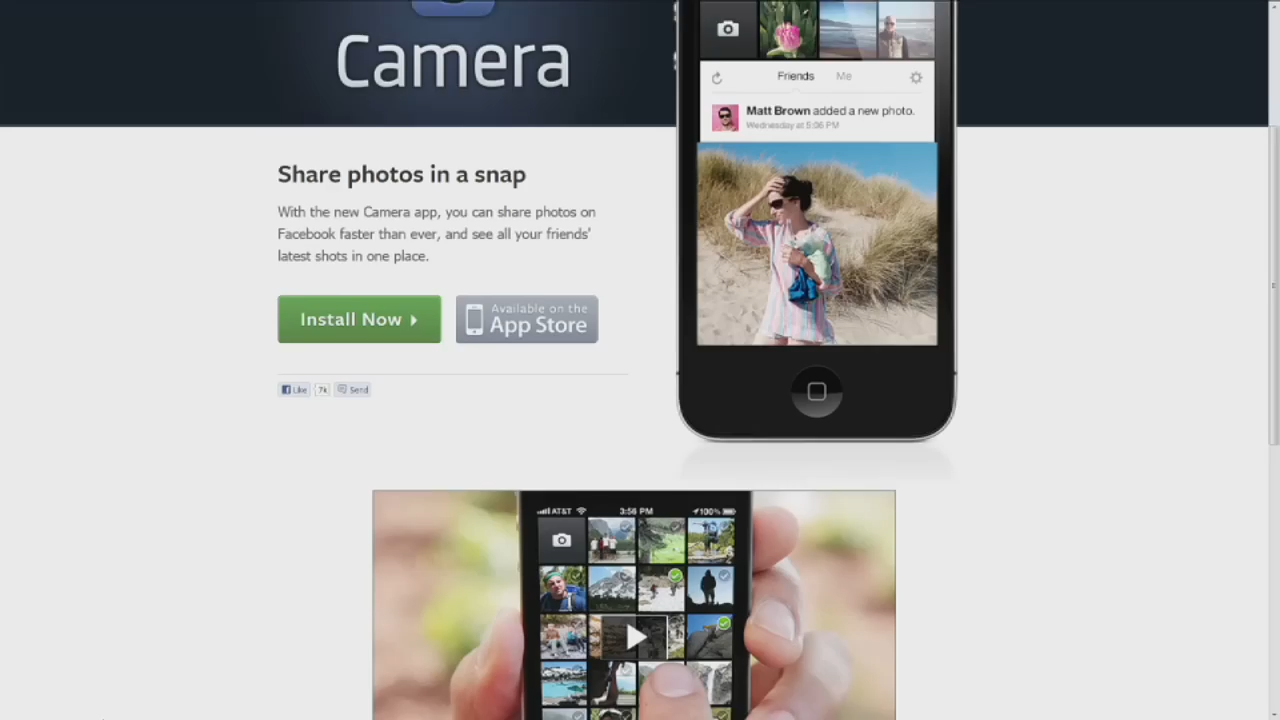 Camera
Friends Me
Matt Brown added a new photo.
Wednesday at 5:06 PM
Share photos in a snap
With the new Camera app, you can share photos on
Facebook faster than ever, and see all your friends'
latest shots in one place.
Install Now
Available on the
App Store
Like 7k Send
AT&T 3:56 PM 100%